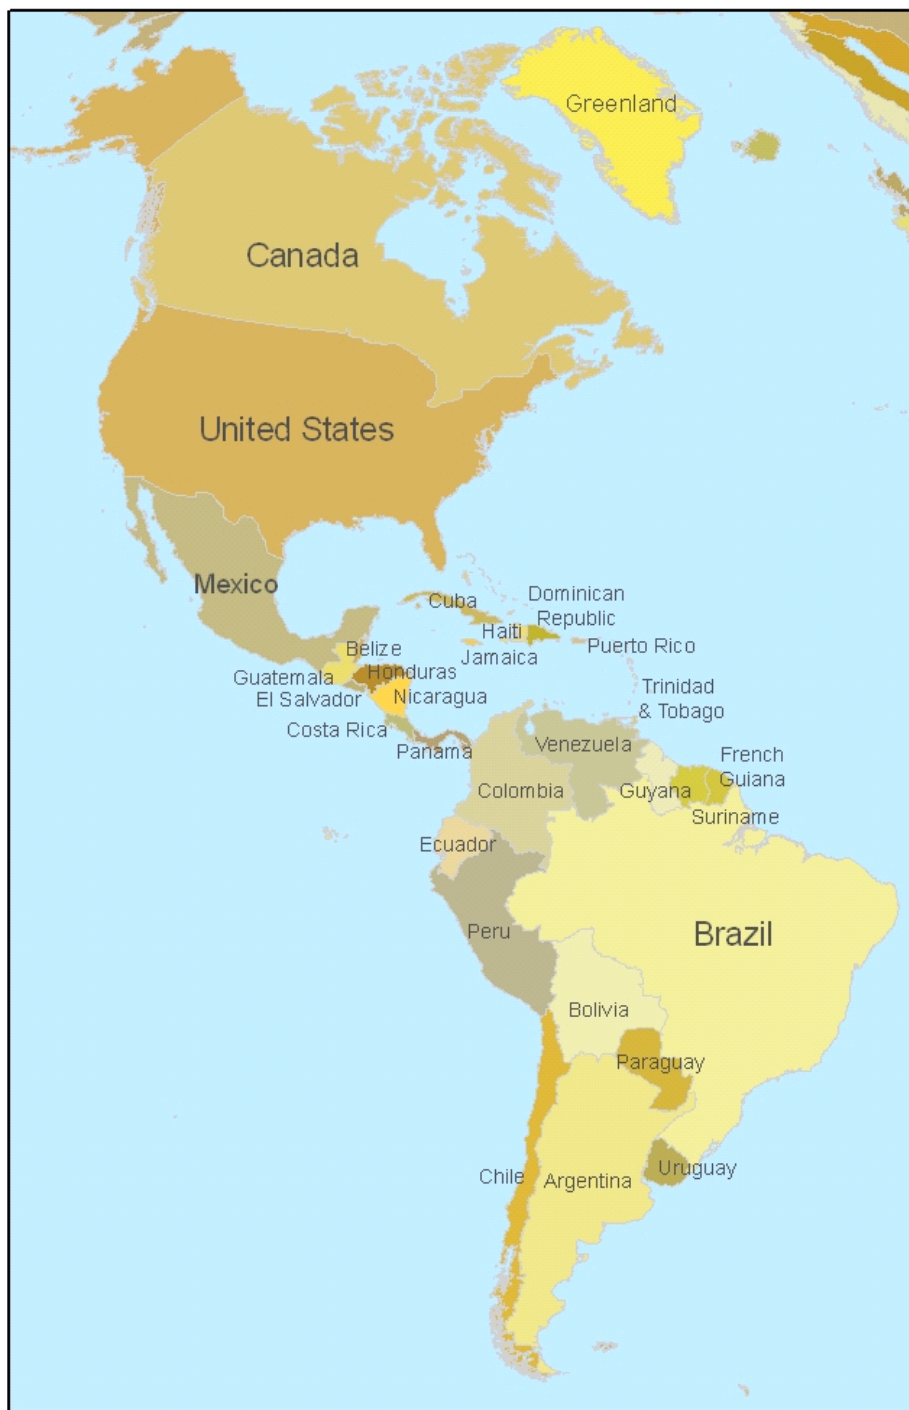 Greenland
Canada
United States
Mexico
Cuba
Dominican
Republic
Haiti
Jamaica
Puerto Rico
Belize
Guatemala
Honduras
El Salvador
Nicaragua
Trinidad
& Tobago
Costa Rica
Panama
Venezuela
French
Guiana
Colombia
Guyana
Suriname
Ecuador
Peru
Brazil
Bolivia
Paraguay
Uruguay
Chile
Argentina